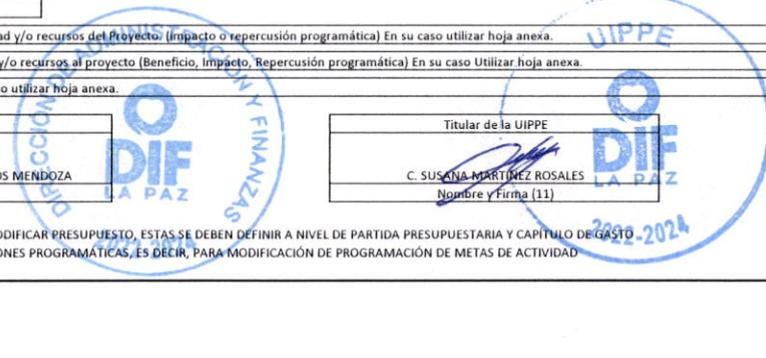 ad y/o recursos del Proyecto. (impacto o repercusión programática) En su caso utilizar hoja anexa.
y/o recursos al proyecto (Beneficio, Impacto, Repercusión programática) En su caso Utilizar hoja anexa.
o utilizar hoja anexa.
DIRECCIÓN DE ADMINISTRACIÓN Y FINANZAS
DIF
LA PAZ
2022-2024
OS MENDOZA
UIPPE
DIF
LA PAZ
2022-2024
Titular de la UIPPE
C. SUSANA MARTÍNEZ ROSALES
Nombre y Firma (11)
ODIFICAR PRESUPUESTO, ESTAS SE DEBEN DEFINIR A NIVEL DE PARTIDA PRESUPUESTARIA Y CAPÍTULO DE GASTO
ONES PROGRAMÁTICAS, ES DECIR, PARA MODIFICACIÓN DE PROGRAMACIÓN DE METAS DE ACTIVIDAD